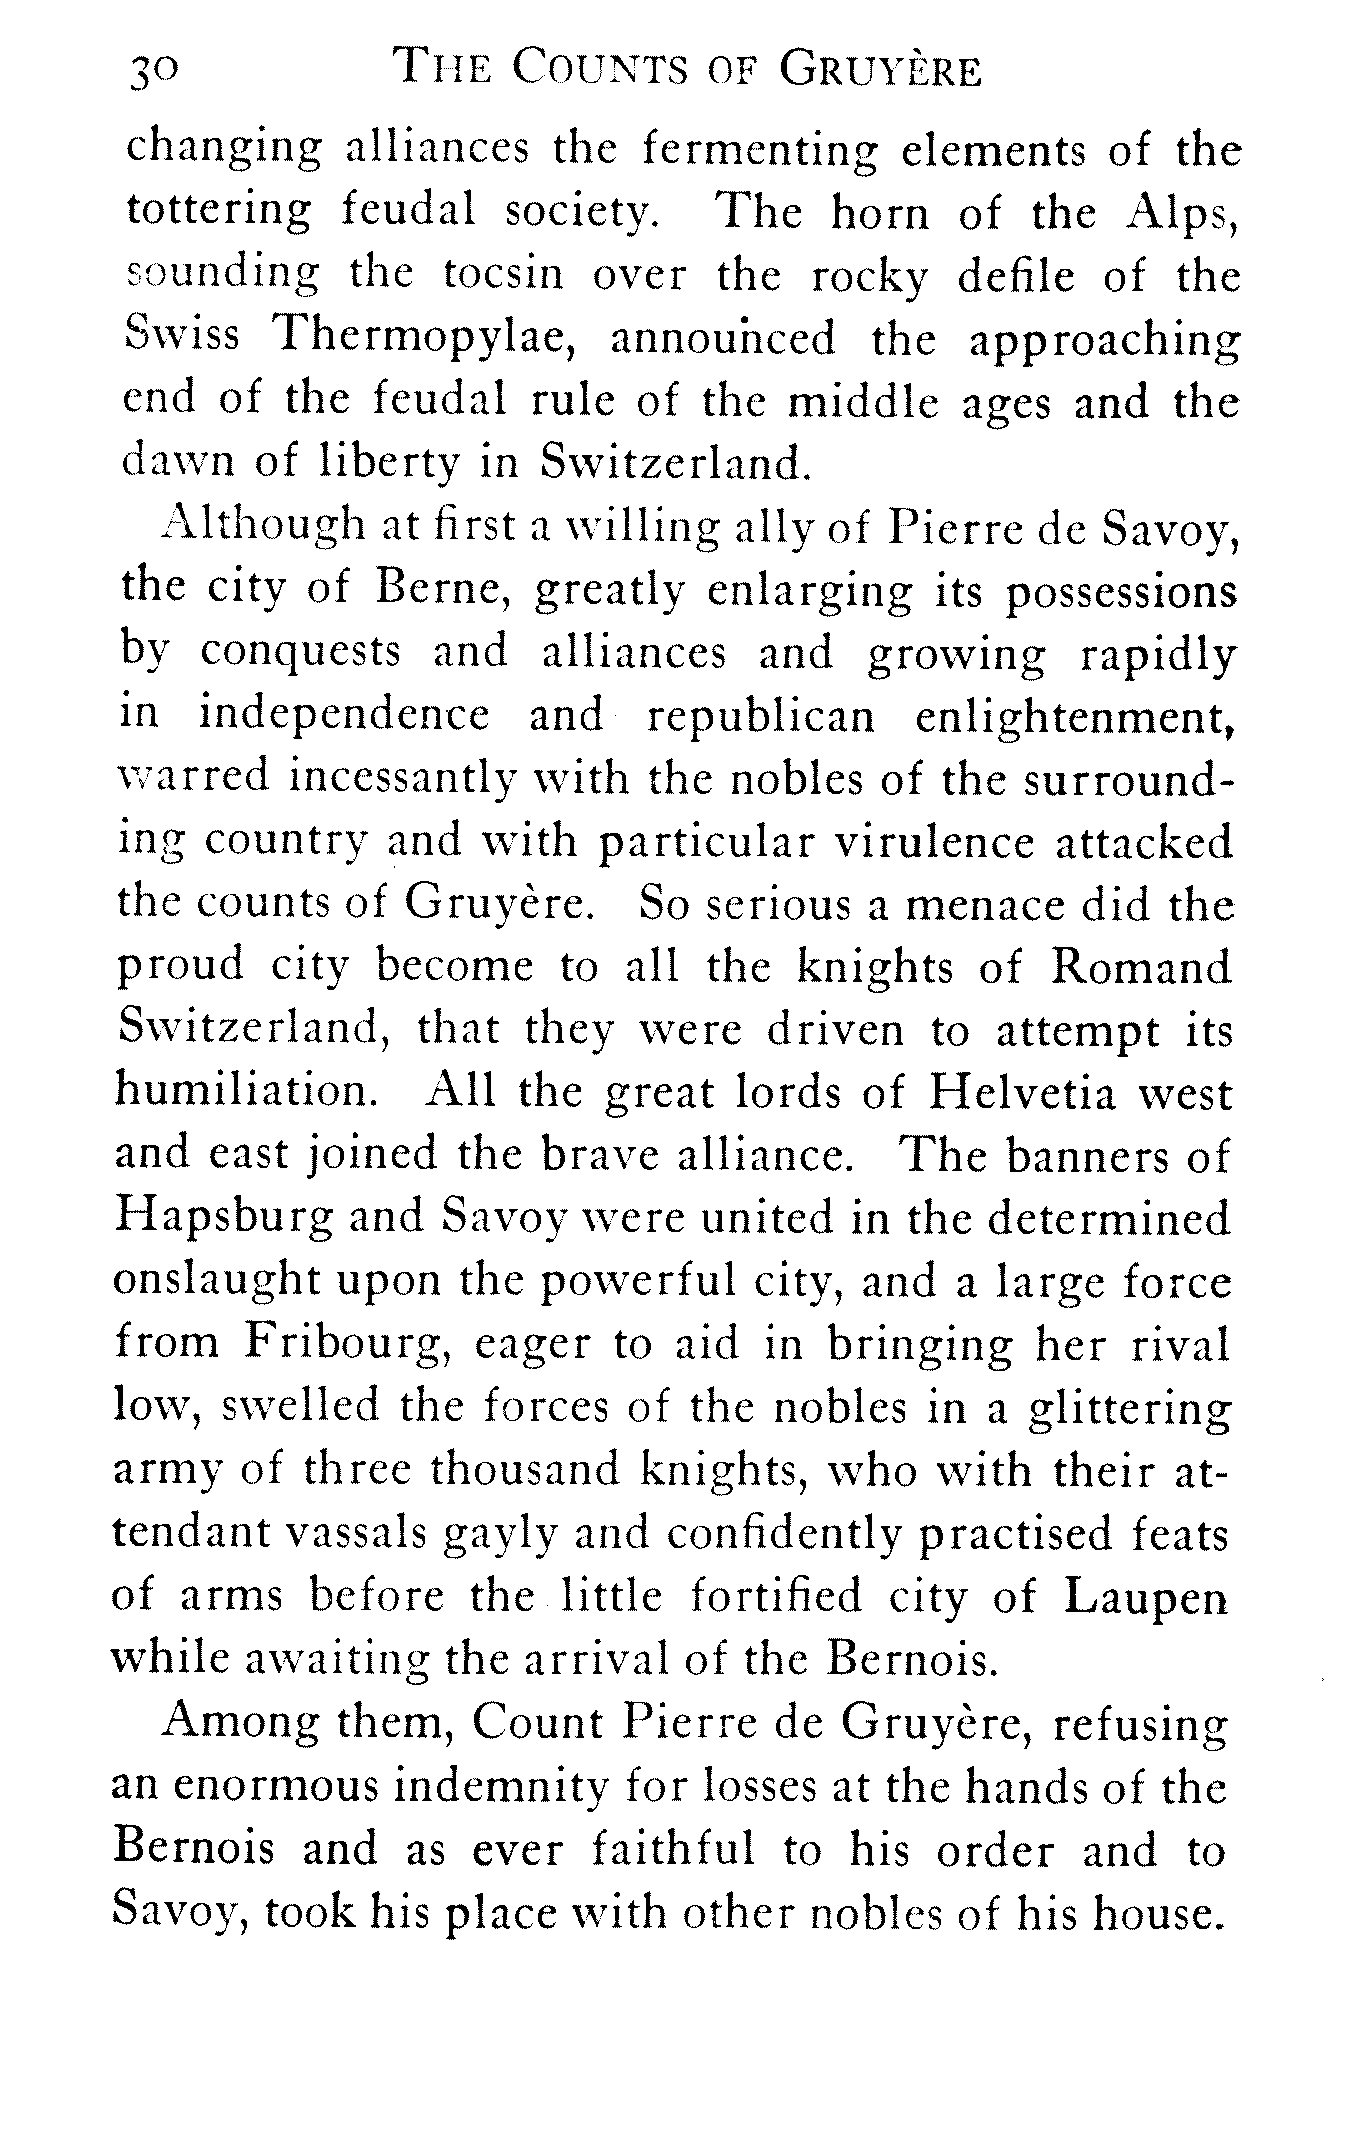 30 THE COUNTS OF GRUYÈRE
changing alliances the fermenting elements of the
tottering feudal society. The horn of the Alps,
sounding the tocsin over the rocky defile of the
Swiss Thermopylae, announced the approaching
end of the feudal rule of the middle ages and the
dawn of liberty in Switzerland.
Although at first a willing ally of Pierre de Savoy,
the city of Berne, greatly enlarging its possessions
by conquests and alliances and growing rapidly
in independence and republican enlightenment,
warred incessantly with the nobles of the surround-
ing country and with particular virulence attacked
the counts of Gruyère. So serious a menace did the
proud city become to all the knights of Romand
Switzerland, that they were driven to attempt its
humiliation. All the great lords of Helvetia west
and east joined the brave alliance. The banners of
Hapsburg and Savoy were united in the determined
onslaught upon the powerful city, and a large force
from Fribourg, eager to aid in bringing her rival
low, swelled the forces of the nobles in a glittering
army of three thousand knights, who with their at-
tendant vassals gayly and confidently practised feats
of arms before the little fortified city of Laupen
while awaiting the arrival of the Bernois.
Among them, Count Pierre de Gruyère, refusing
an enormous indemnity for losses at the hands of the
Bernois and as ever faithful to his order and to
Savoy, took his place with other nobles of his house.